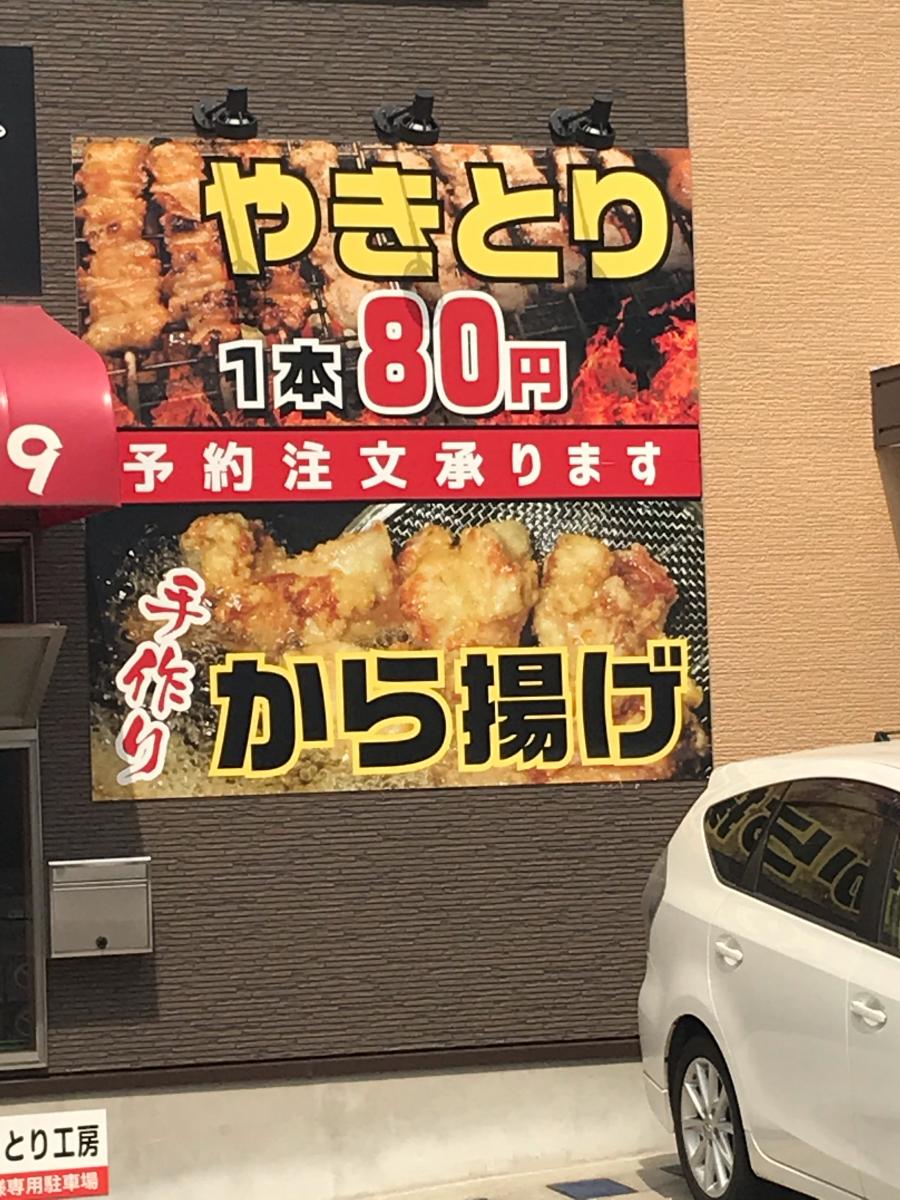 やきとり
1本80円
予約注文承ります
手作り
から揚げ
9
とり工房
専用駐車場